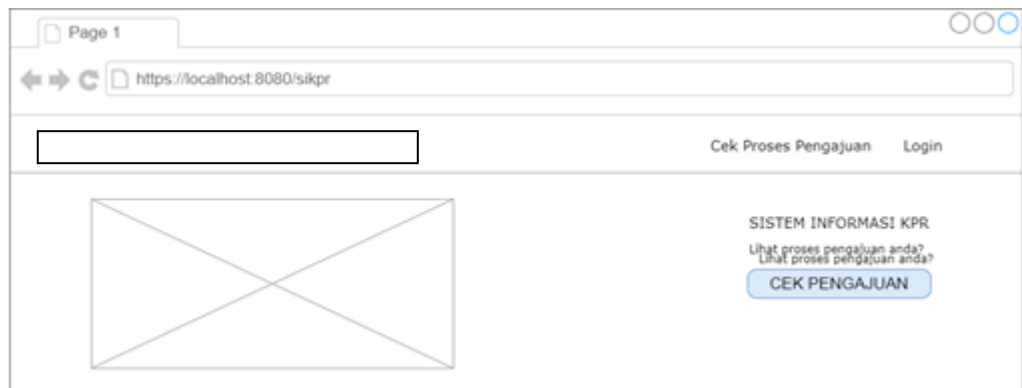 Page 1
https://localhost:8080/sikpr
Cek Proses Pengajuan Login
SISTEM INFORMASI KPR
Lihat proses pengajuan anda?
Lihat proses pengajuan anda?
CEK PENGAJUAN